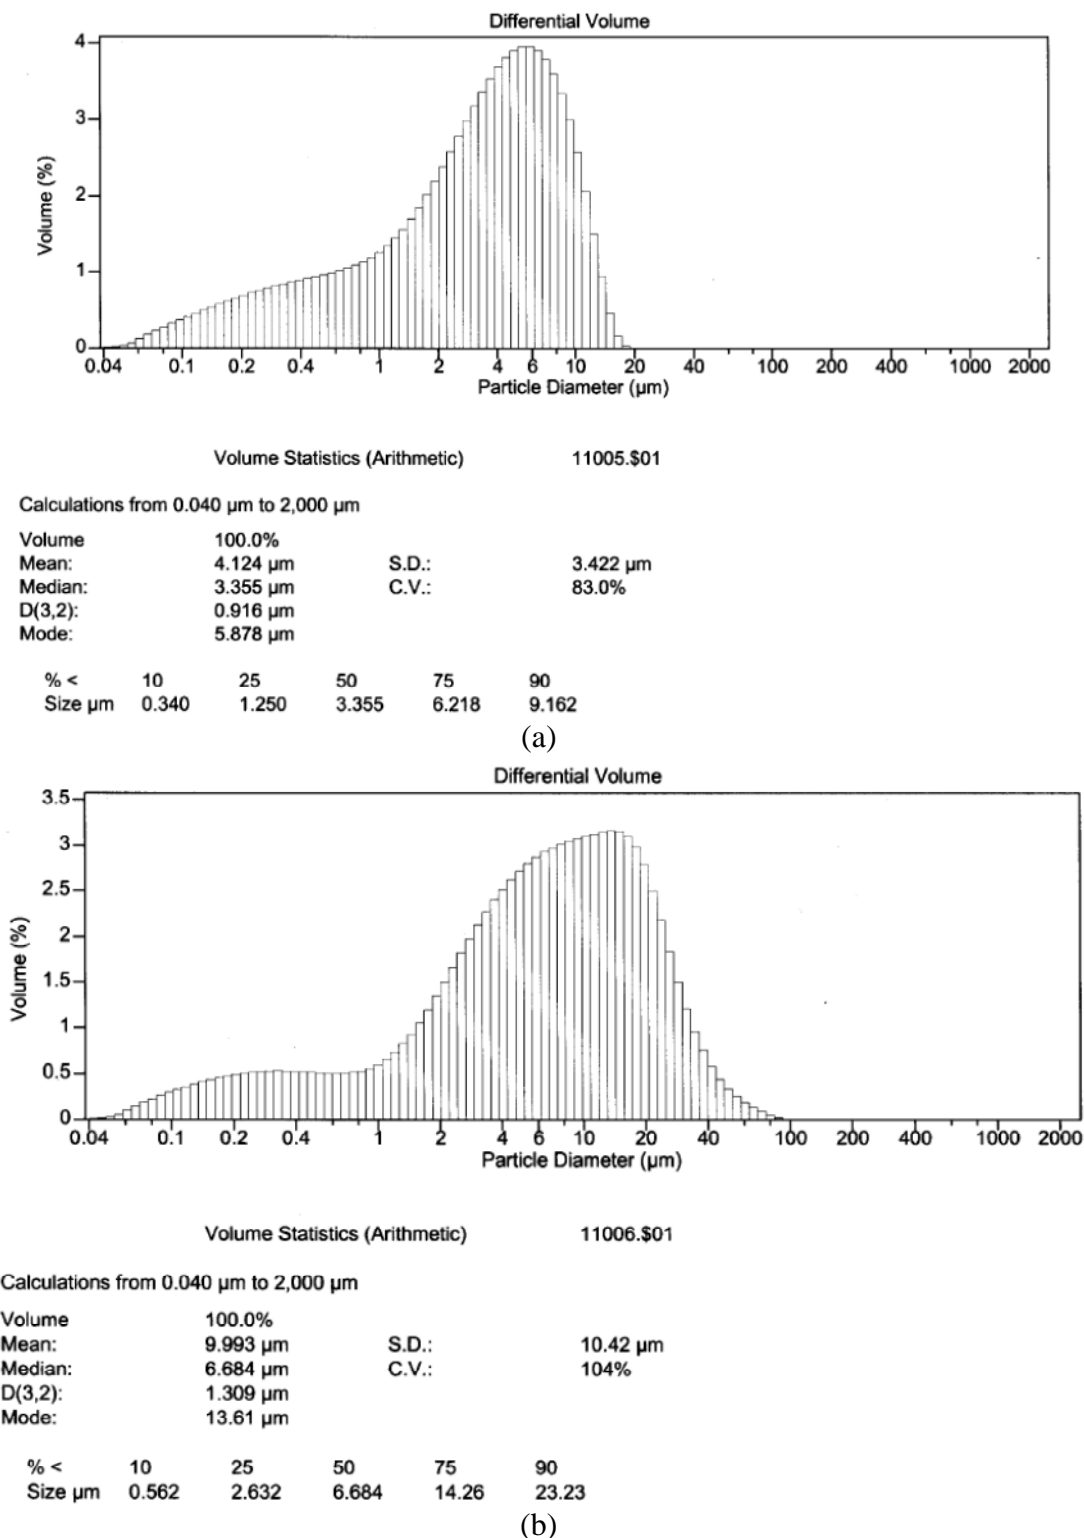 Differential Volume
4
3
2
1
0
Volume (%)
0.04 0.1 0.2 0.4 1 2 4 6 10 20 40 100 200 400 1000 2000
Particle Diameter (µm)
Volume Statistics (Arithmetic) 11005.$01
Calculations from 0.040 µm to 2,000 µm
Volume 100.0%
Mean: 4.124 µm S.D.: 3.422 µm
Median: 3.355 µm C.V.: 83.0%
D(3,2): 0.916 µm
Mode: 5.878 µm
% < 10 25 50 75 90
Size µm 0.340 1.250 3.355 6.218 9.162
(a)
Differential Volume
3.5
3
2.5
2
1.5
1
0.5
0
Volume (%)
0.04 0.1 0.2 0.4 1 2 4 6 10 20 40 100 200 400 1000 2000
Particle Diameter (µm)
Volume Statistics (Arithmetic) 11006.$01
Calculations from 0.040 µm to 2,000 µm
Volume 100.0%
Mean: 9.993 µm S.D.: 10.42 µm
Median: 6.684 µm C.V.: 104%
D(3,2): 1.309 µm
Mode: 13.61 µm
% < 10 25 50 75 90
Size µm 0.562 2.632 6.684 14.26 23.23
(b)